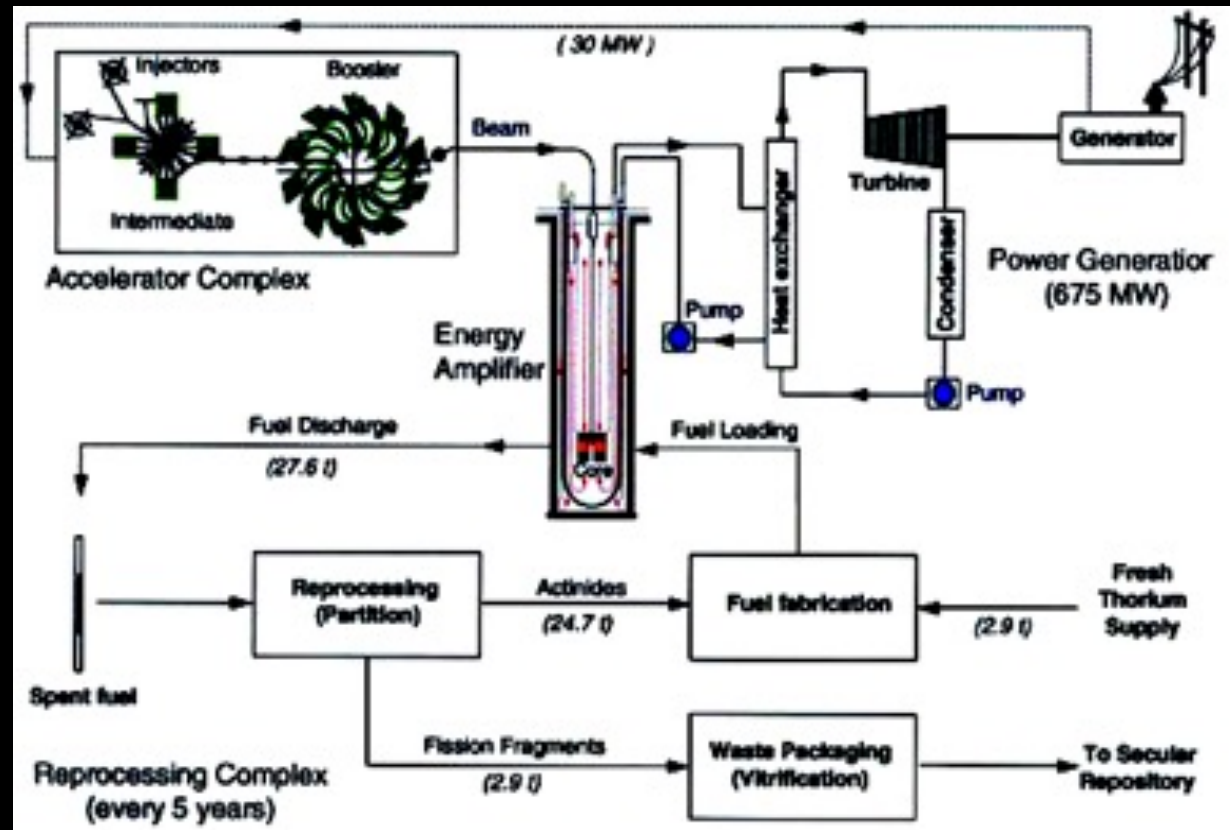 ( 30 MW )
Injectors
Booster
Beam
Intermediate
Accelerator Complex
Heat exchanger
Turbine
Generator
Condenser
Power Generation
(675 MW)
Pump
Pump
Energy
Amplifier
Core
Fuel Discharge
(27.6 t)
Fuel Loading
Spent fuel
Reprocessing
(Partition)
Actinides
(24.7 t)
Fuel fabrication
(2.9 t)
Fresh
Thorium
Supply
Fission Fragments
(2.9 t)
Waste Packaging
(Vitrification)
To Secular
Repository
Reprocessing Complex
(every 5 years)